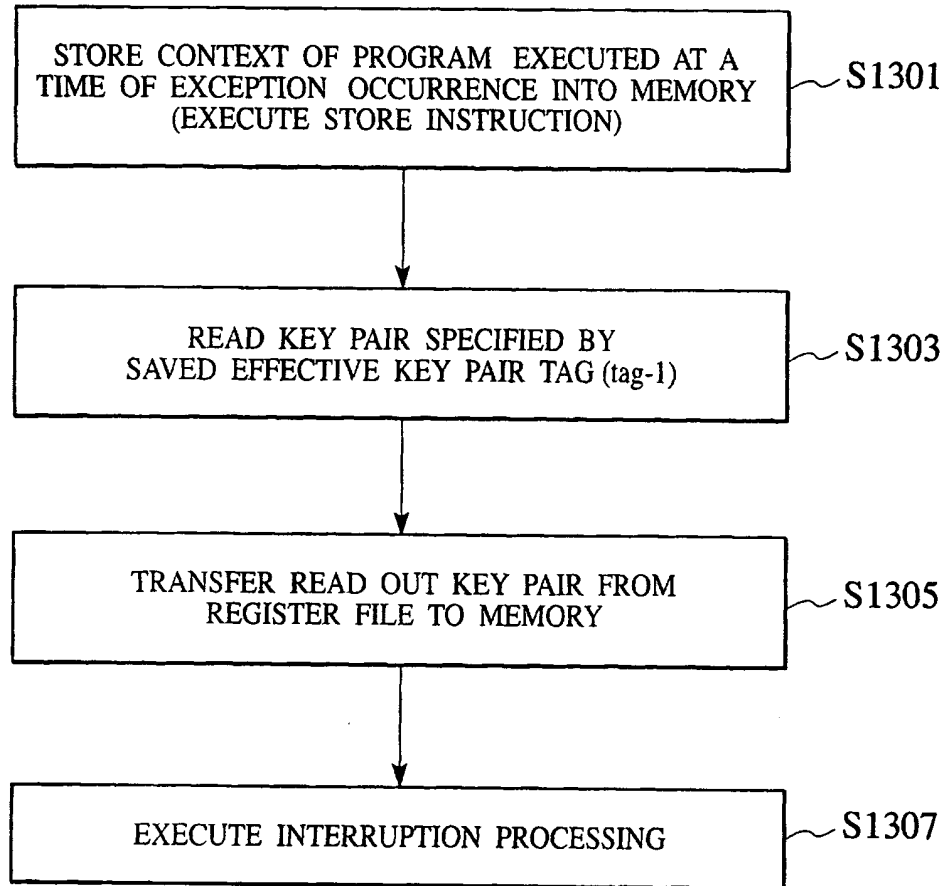 STORE CONTEXT OF PROGRAM EXECUTED AT A
TIME OF EXCEPTION OCCURRENCE INTO MEMORY
(EXECUTE STORE INSTRUCTION)
S1301
READ KEY PAIR SPECIFIED BY
SAVED EFFECTIVE KEY PAIR TAG (tag-1)
S1303
TRANSFER READ OUT KEY PAIR FROM
REGISTER FILE TO MEMORY
S1305
EXECUTE INTERRUPTION PROCESSING
S1307